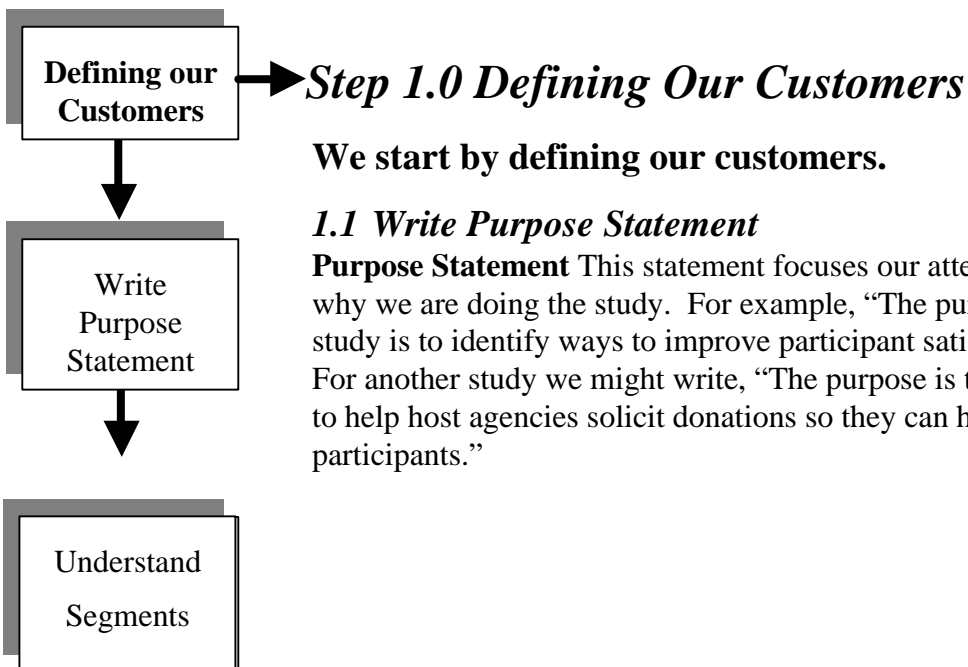 Defining our
Customers
Step 1.0 Defining Our Customers
We start by defining our customers.
1.1 Write Purpose Statement
Purpose Statement This statement focuses our
why we are doing the study. For example, “The
study is to identify ways to improve participant
For another study we might write, “The purpose is
to help host agencies solicit donations so they can
participants.”
Write
Purpose
Statement
Understand
Segments